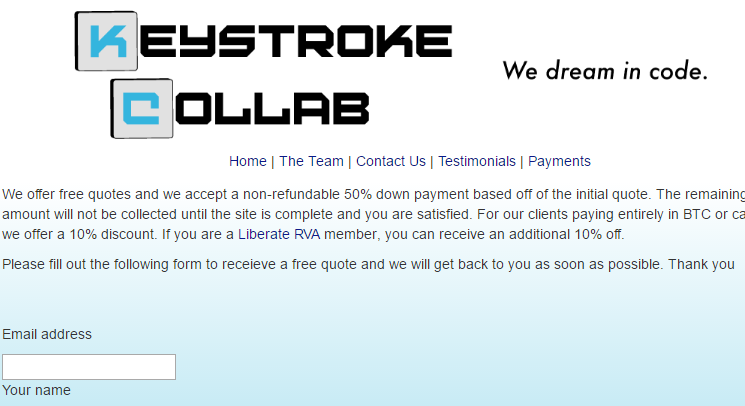 KEYSTROKE
COLLAB
We dream in code.
Home | The Team | Contact Us | Testimonials | Payments
We offer free quotes and we accept a non-refundable 50% down payment based off of the initial quote. The remaining
amount will not be collected until the site is complete and you are satisfied. For our clients paying entirely in BTC or
we offer a 10% discount. If you are a Liberate RVA member, you can receive an additional 10% off.
Please fill out the following form to receieve a free quote and we will get back to you as soon as possible. Thank you
Email address
Your name